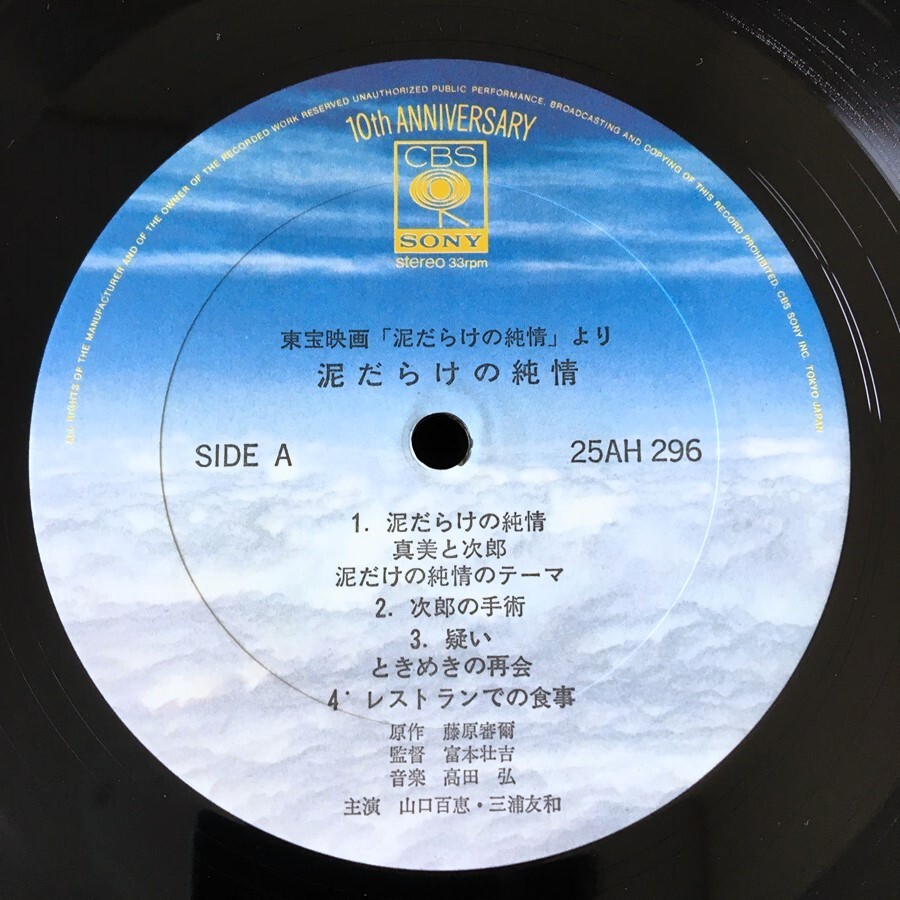 ALL RIGHTS OF THE MANUFACTURER AND OF THE OWNER OF THE RECORDED WORK RESERVED UNAUTHORIZED PUBLIC PERFORMANCE. BROADCASTING AND COPYING OF THIS RECORD PROHIBITED. CBS SONY INC. TOKYO JAPAN
10th ANNIVERSARY
CBS
SONY
stereo 33rpm
東宝映画「泥だらけの純情」より
泥だらけの純情
SIDE A 25AH 296
1. 泥だらけの純情
真美と次郎
泥だけの純情のテーマ
2. 次郎の手術
3. 疑い
ときめきの再会
4. レストランでの食事
原作 藤原審爾
監督 富本壮吉
音楽 高田 弘
主演 山口百恵・三浦友和